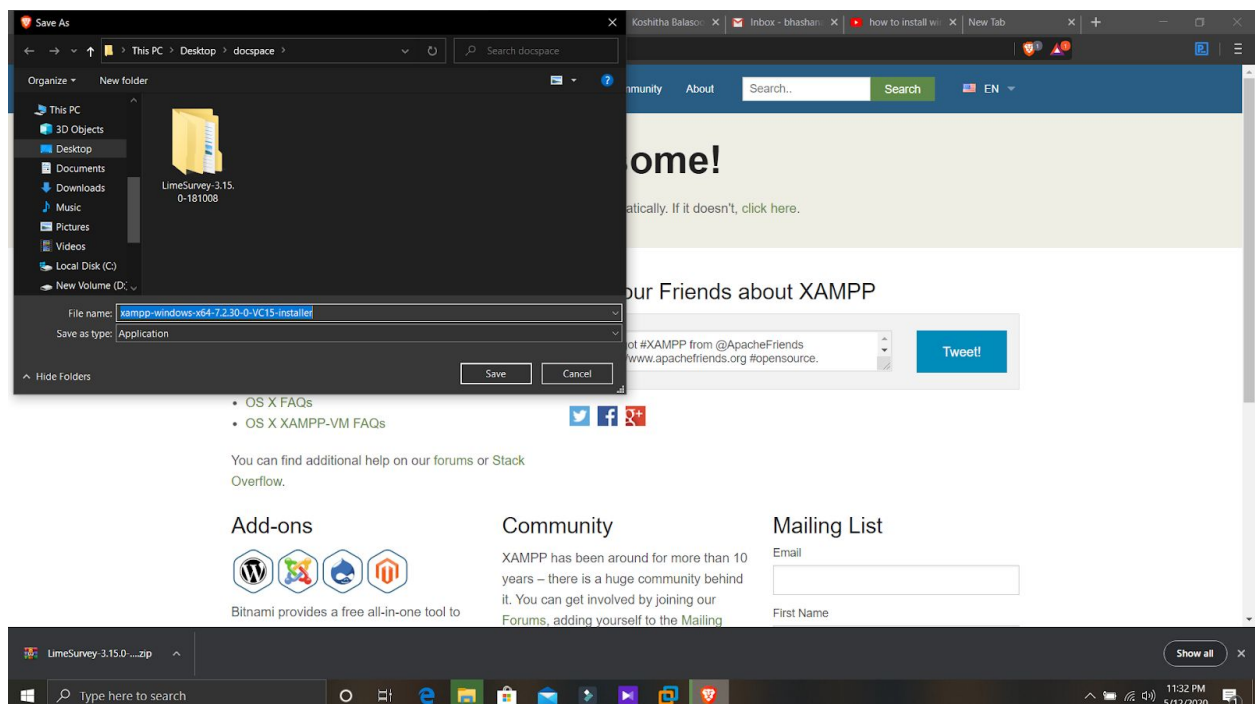 Save As
Koshitha Balasoo
Inbox - bhashan
how to install wi
New Tab
This PC > Desktop > docspace >
Search docspace
Organize
New folder
This PC
3D Objects
Desktop
Documents
Downloads
Music
Pictures
Videos
Local Disk (C:)
New Volume (D:
LimeSurvey-3.15.
0-181008
File name: xampp-windows-x64-7.2.30-0-VC15-installer
Save as type: Application
Hide Folders
Save
Cancel
mmunity
About
Search..
Search
EN
ome!
atically. If it doesn't, click here.
our Friends about XAMPP
ot #XAMPP from @ApacheFriends
/www.apachefriends.org #opensource.
Tweet!
• OS X FAQs
• OS X XAMPP-VM FAQs
You can find additional help on our forums or Stack
Overflow.
Add-ons
Bitnami provides a free all-in-one tool to
Community
XAMPP has been around for more than 10
years – there is a huge community behind
it. You can get involved by joining our
Forums, adding yourself to the Mailing
Mailing List
Email
First Name
LimeSurvey-3.15.0-....zip
Show all
Type here to search
11:32 PM
5/12/2020